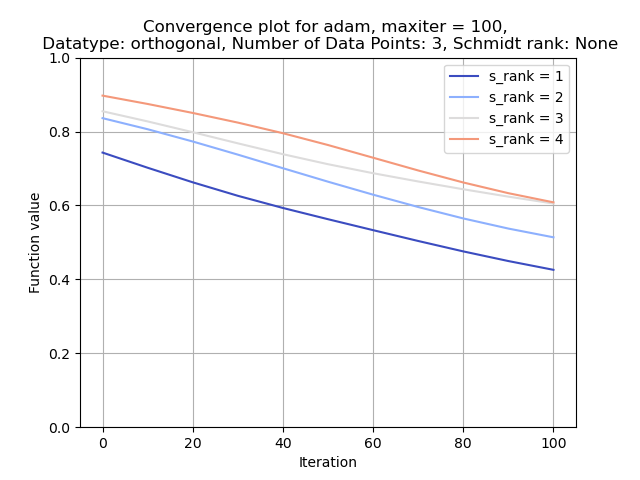 Convergence plot for adam, maxiter = 100,
Datatype: orthogonal, Number of Data Points: 3, Schmidt rank: None
s_rank = 1
s_rank = 2
s_rank = 3
s_rank = 4
Function value
1.0
0.8
0.6
0.4
0.2
0.0
0 20 40 60 80 100
Iteration